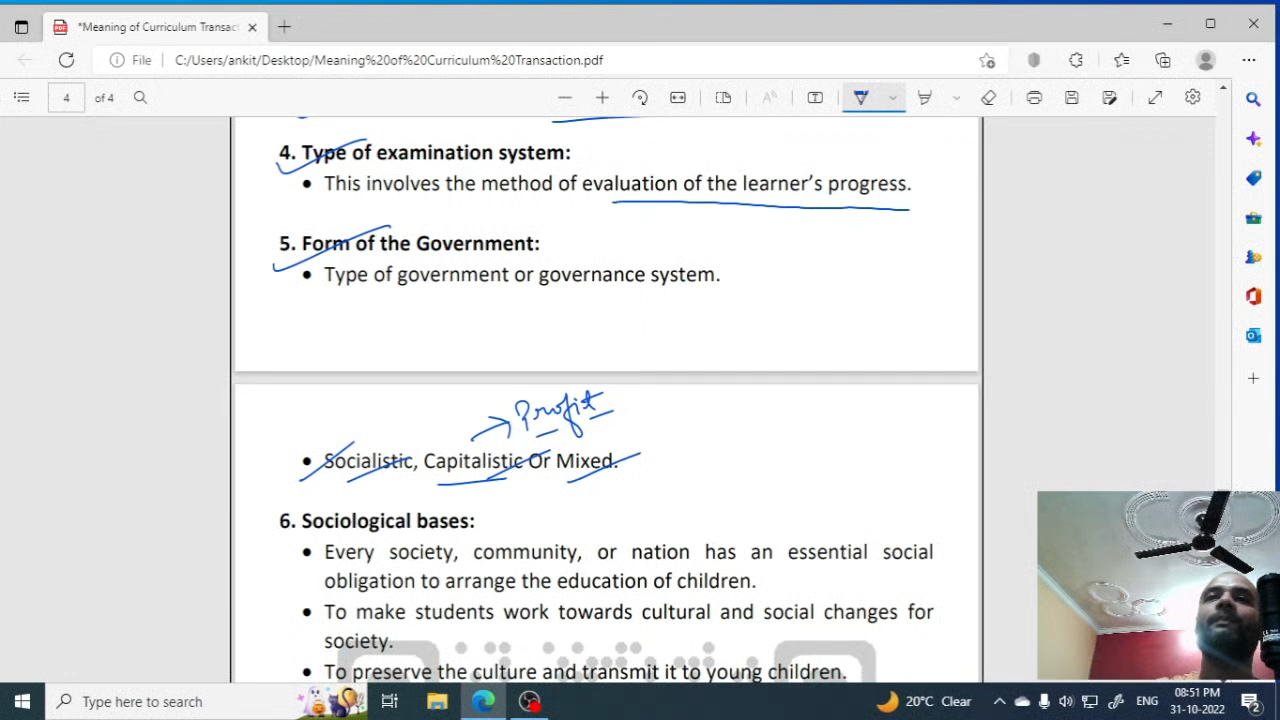 *Meaning of Curriculum Transac
File
C:/Users/ankit/Desktop/Meaning%20of%20Curriculum%20Transaction.pdf
4 of 4
4. Type of examination system:
• This involves the method of evaluation of the learner's progress.
5. Form of the Government:
• Type of government or governance system.
→ Profit
• Socialistic, Capitalistic Or Mixed.
6. Sociological bases:
• Every society, community, or nation has an essential social
obligation to arrange the education of children.
• To make students work towards cultural and social changes for
society.
• To preserve the culture and transmit it to young children.
Type here to search
20°C Clear
ENG
08:51 PM
31-10-2022
2